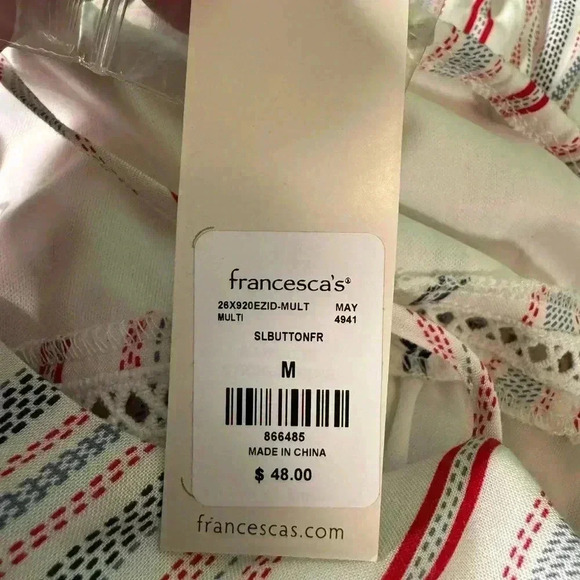 francesca's®
26X920EZID-MULT MAY
MULTI 4941
SLBUTTONFR
M
866485
MADE IN CHINA
$ 48.00
francescas.com